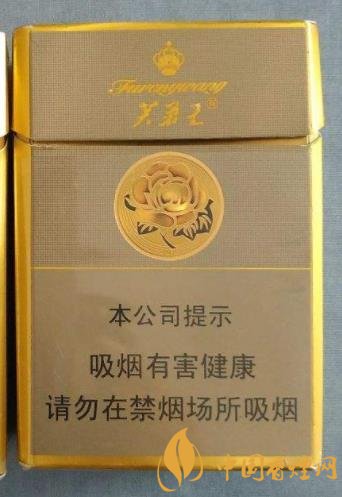 Furongwang
芙蓉王®
本公司提示
吸烟有害健康
请勿在禁烟场所吸烟
中国香烟网